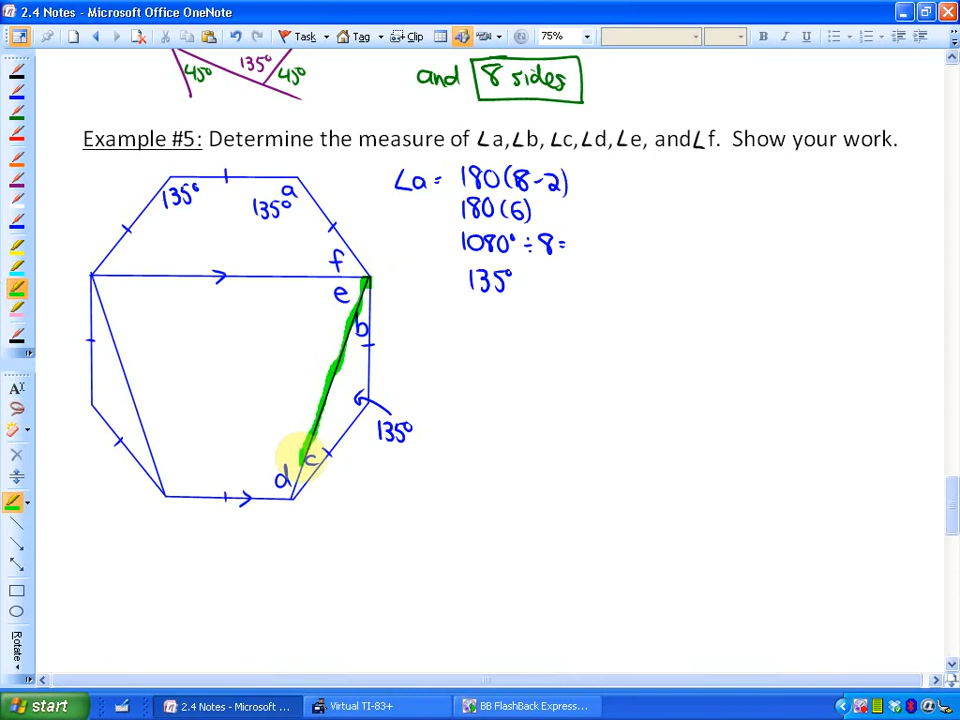 2.4 Notes - Microsoft Office OneNote
Task Tag Clip 75% B I U
45° 135° 45° and 8 sides
Example #5: Determine the measure of ∠a,∠b, ∠c,∠d,∠e, and∠f. Show your work.
135° a
135°
∠a = 180(8-2)
180(6)
1080° ÷ 8 =
135°
f
e
b
135°
c
d
Rotate
start 2.4 Notes - Microsoft ... Virtual TI-83+ BB FlashBack Express...